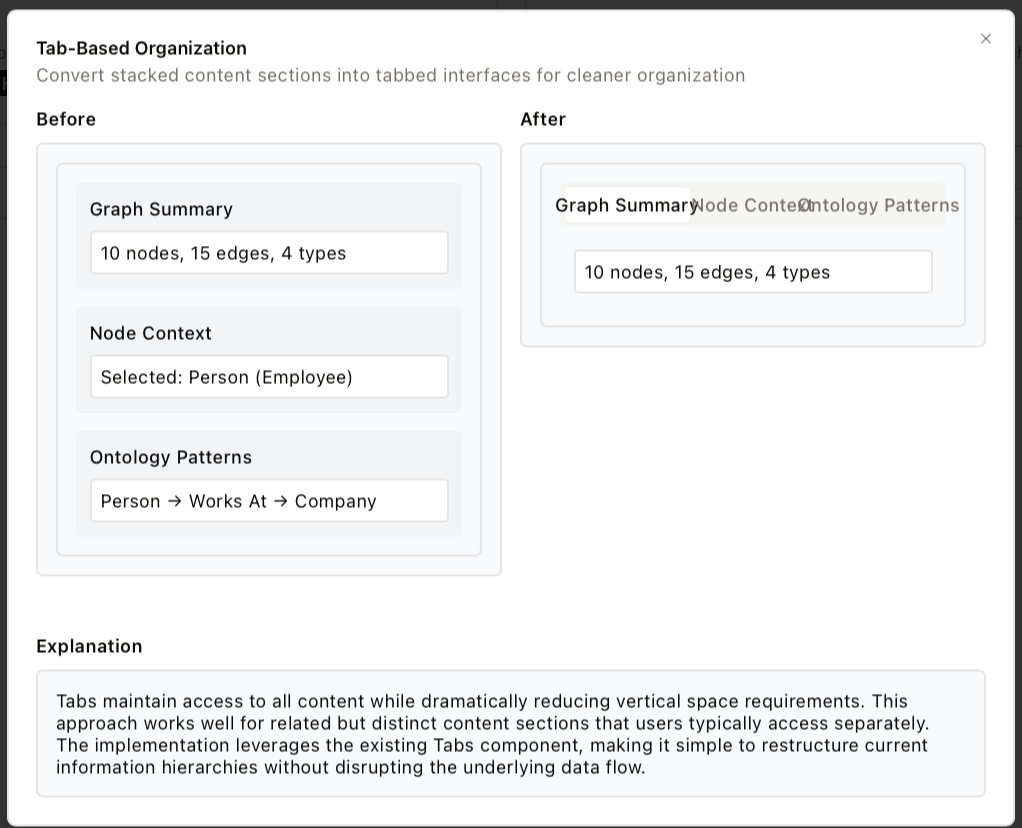 Tab-Based Organization
Convert stacked content sections into tabbed interfaces for cleaner organization
Before
Graph Summary
10 nodes, 15 edges, 4 types
Node Context
Selected: Person (Employee)
Ontology Patterns
Person → Works At → Company
After
Graph Summary Node Context Ontology Patterns
10 nodes, 15 edges, 4 types
Explanation
Tabs maintain access to all content while dramatically reducing vertical space requirements. This
approach works well for related but distinct content sections that users typically access separately.
The implementation leverages the existing Tabs component, making it simple to restructure current
information hierarchies without disrupting the underlying data flow.